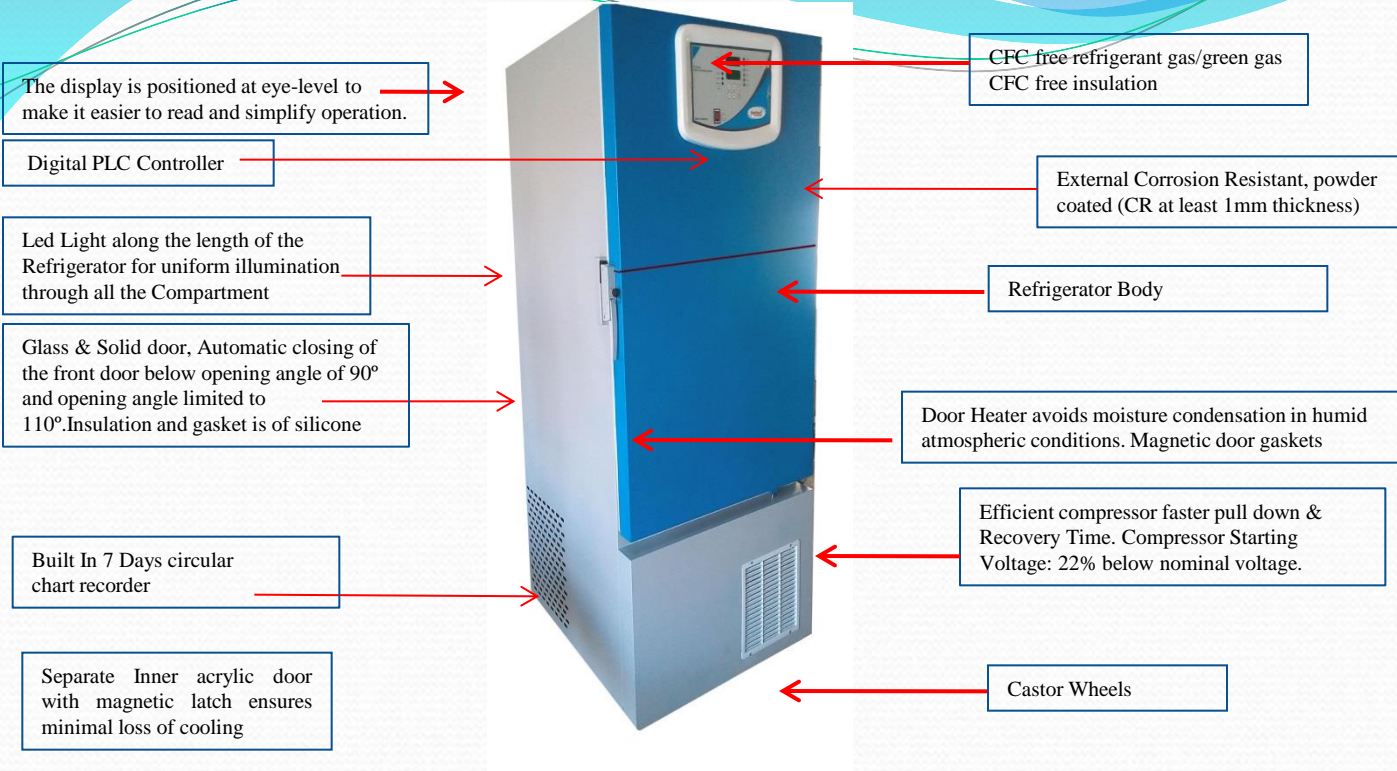 The display is positioned at eye-level to
make it easier to read and simplify operation.
Digital PLC Controller
Led Light along the length of the
Refrigerator for uniform illumination
through all the Compartment
Glass & Solid door, Automatic closing of
the front door below opening angle of 90º
and opening angle limited to
110º.Insulation and gasket is of silicone
Built In 7 Days circular
chart recorder
Separate Inner acrylic door
with magnetic latch ensures
minimal loss of cooling
CFC free refrigerant gas/green gas
CFC free insulation
External Corrosion Resistant, powder
coated (CR at least 1mm thickness)
Refrigerator Body
Door Heater avoids moisture condensation in humid
atmospheric conditions. Magnetic door gaskets
Efficient compressor faster pull down &
Recovery Time. Compressor Starting
Voltage: 22% below nominal voltage.
Castor Wheels